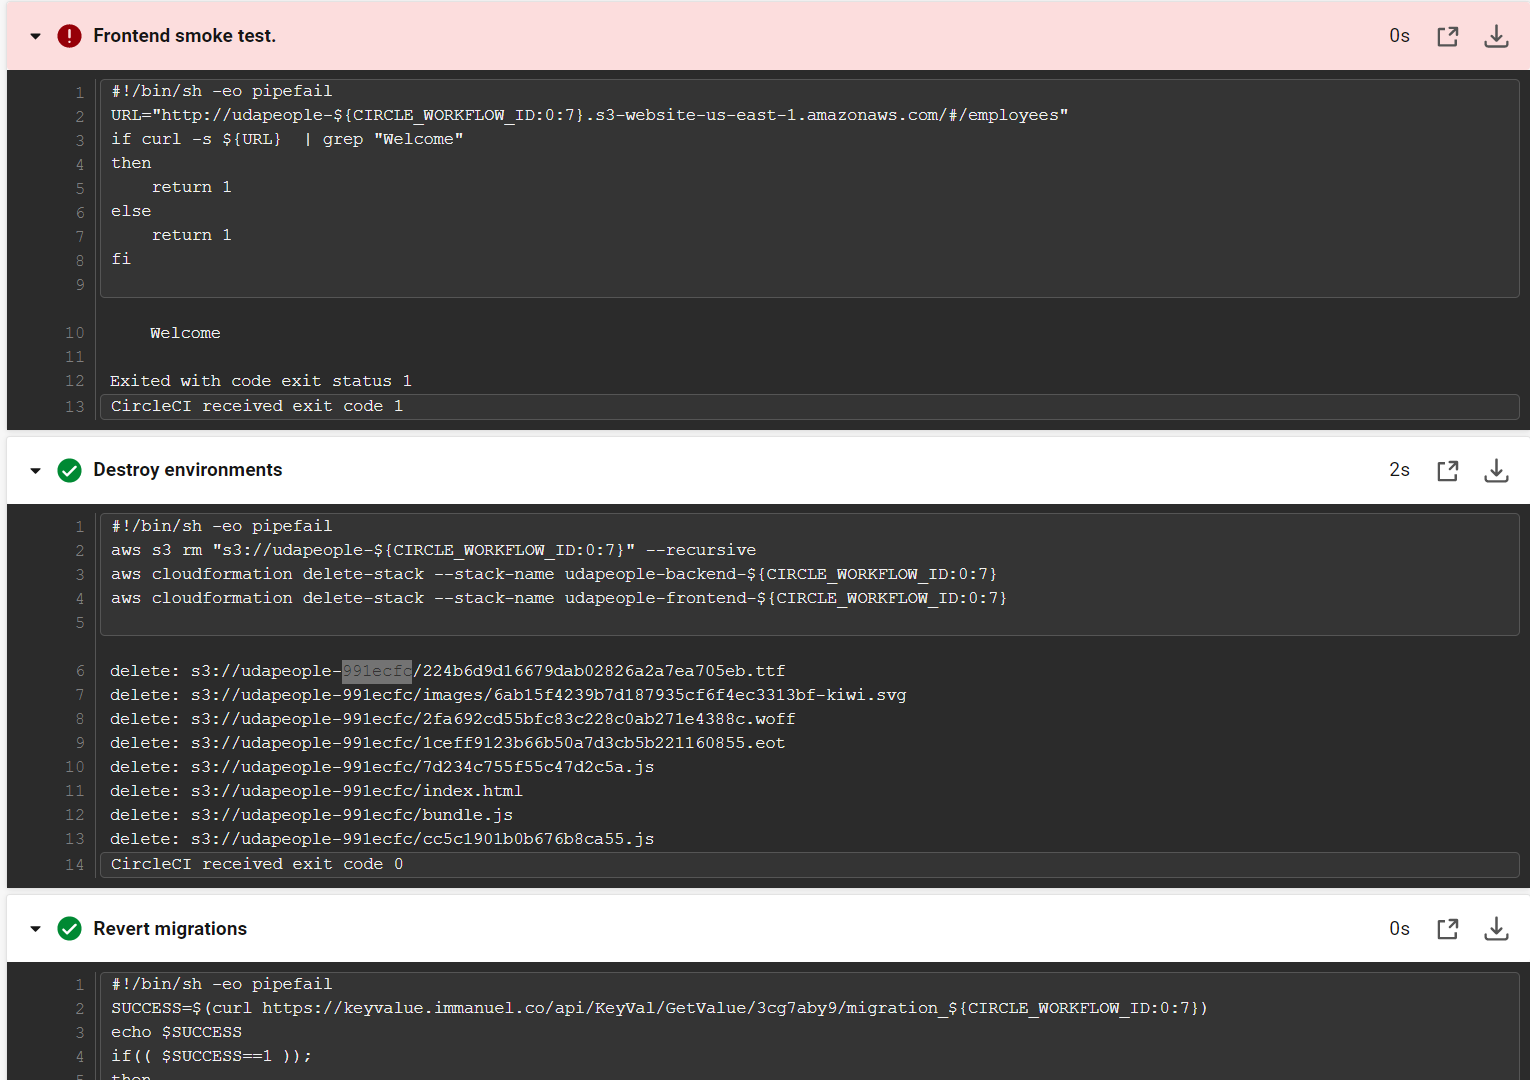 Frontend smoke test.
0s
1 #!/bin/sh -eo pipefail
2 URL="http://udapeople-${CIRCLE_WORKFLOW_ID:0:7}.s3-website-us-east-1.amazonaws.com/#/employees"
3 if curl -s ${URL}  | grep "Welcome"
4 then
5     return 1
6 else
7     return 1
8 fi
9
10     Welcome
11
12 Exited with code exit status 1
13 CircleCI received exit code 1
Destroy environments
2s
1 #!/bin/sh -eo pipefail
2 aws s3 rm "s3://udapeople-${CIRCLE_WORKFLOW_ID:0:7}" --recursive
3 aws cloudformation delete-stack --stack-name udapeople-backend-${CIRCLE_WORKFLOW_ID:0:7}
4 aws cloudformation delete-stack --stack-name udapeople-frontend-${CIRCLE_WORKFLOW_ID:0:7}
5
6 delete: s3://udapeople-991ecfc/224b6d9d16679dab02826a2a7ea705eb.ttf
7 delete: s3://udapeople-991ecfc/images/6ab15f4239b7d187935cf6f4ec3313bf-kiwi.svg
8 delete: s3://udapeople-991ecfc/2fa692cd55bfc83c228c0ab271e4388c.woff
9 delete: s3://udapeople-991ecfc/1ceff9123b66b50a7d3cb5b221160855.eot
10 delete: s3://udapeople-991ecfc/7d234c755f55c47d2c5a.js
11 delete: s3://udapeople-991ecfc/index.html
12 delete: s3://udapeople-991ecfc/bundle.js
13 delete: s3://udapeople-991ecfc/cc5c1901b0b676b8ca55.js
14 CircleCI received exit code 0
Revert migrations
0s
1 #!/bin/sh -eo pipefail
2 SUCCESS=$(curl https://keyvalue.immanuel.co/api/KeyVal/GetValue/3cg7aby9/migration_${CIRCLE_WORKFLOW_ID:0:7})
3 echo $SUCCESS
4 if(( $SUCCESS==1 ));
5 then